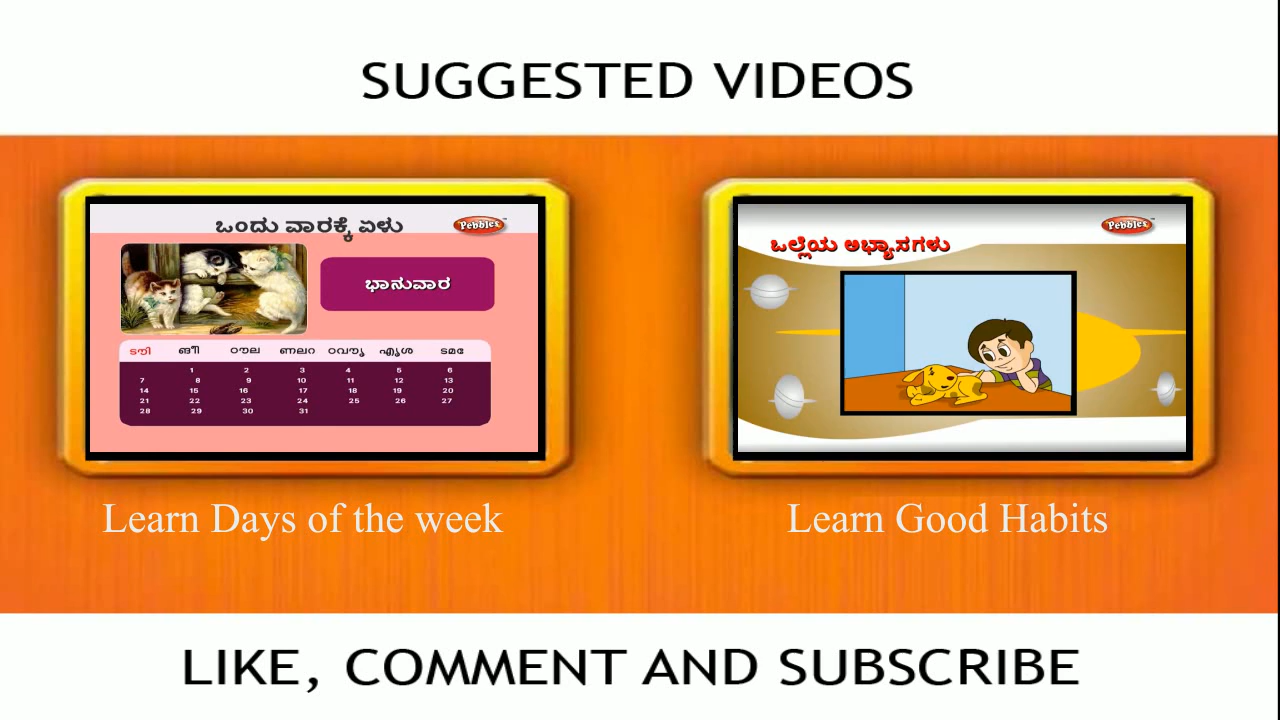 SUGGESTED VIDEOS
ಒಂದು ವಾರಕ್ಕೆ ಏಳು
Pebbles
ಭಾನುವಾರ
1 2 3 4 5 6
7 8 9 10 11 12 13
14 15 16 17 18 19 20
21 22 23 24 25 26 27
28 29 30 31
Learn Days of the week
Pebbles
ಒಳ್ಳೆಯ ಅಭ್ಯಾಸಗಳು
Learn Good Habits
LIKE, COMMENT AND SUBSCRIBE